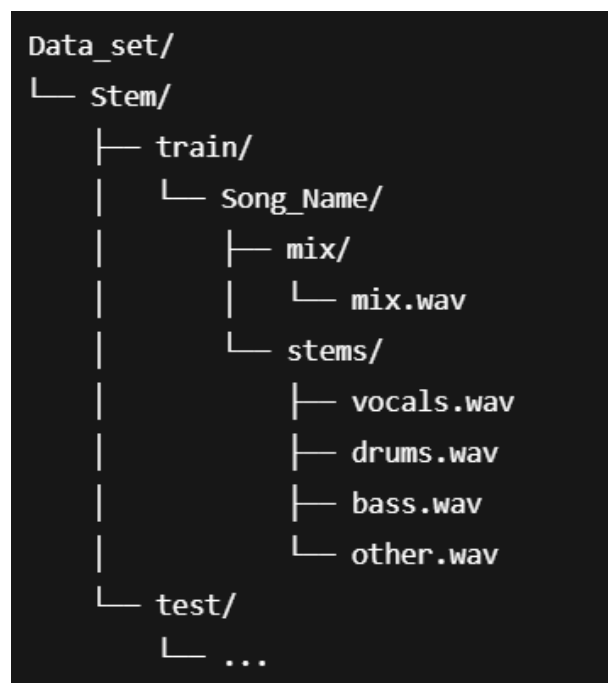 Data_set/
└── Stem/
    ├── train/
    │   └── Song_Name/
    │       ├── mix/
    │       │   └── mix.wav
    │       └── stems/
    │           ├── vocals.wav
    │           ├── drums.wav
    │           ├── bass.wav
    │           └── other.wav
    └── test/
        └── ...